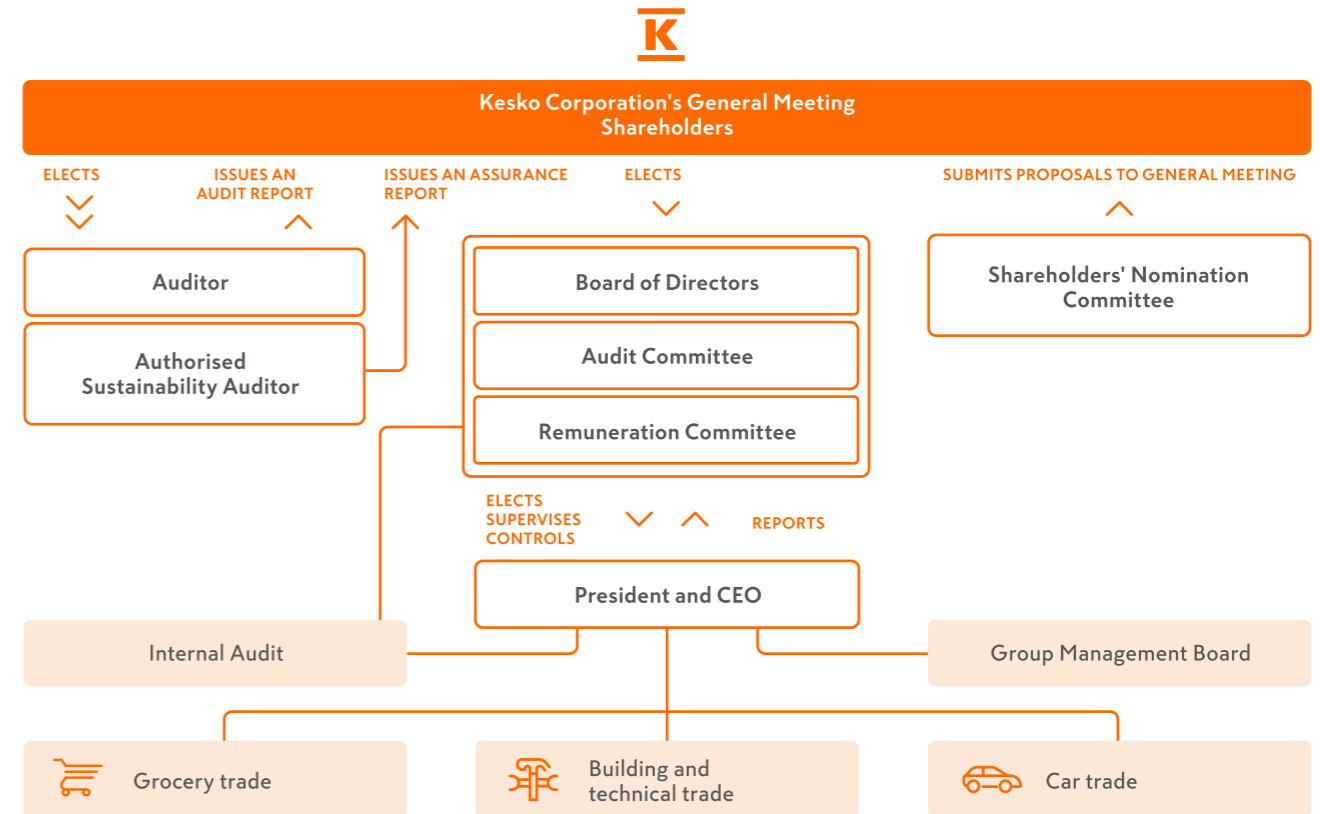 K
Kesko Corporation's General Meeting
Shareholders
ELECTS
ISSUES AN
AUDIT REPORT
ISSUES AN ASSURANCE
REPORT
ELECTS
SUBMITS PROPOSALS TO GENERAL MEETING
Auditor
Authorised
Sustainability Auditor
Board of Directors
Audit Committee
Remuneration Committee
Shareholders' Nomination
Committee
ELECTS
SUPERVISES
CONTROLS
REPORTS
President and CEO
Internal Audit
Group Management Board
Grocery trade
Building and
technical trade
Car trade